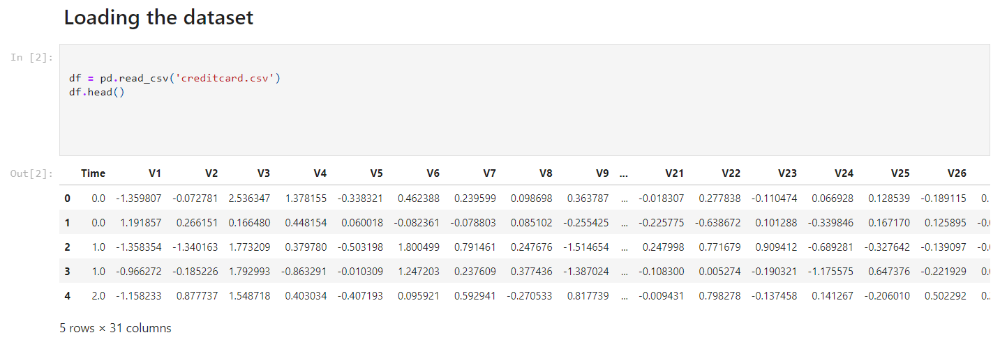 Loading the dataset
In [2]:
df = pd.read_csv('creditcard.csv')
df.head()
Out[2]:
Time V1 V2 V3 V4 V5 V6 V7 V8 V9 ... V21 V22 V23 V24 V25 V26
0 0.0 -1.359807 -0.072781 2.536347 1.378155 -0.338321 0.462388 0.239599 0.098698 0.363787 ... -0.018307 0.277838 -0.110474 0.066928 0.128539 -0.189115 0.
1 0.0 1.191857 0.266151 0.166480 0.448154 0.060018 -0.082361 -0.078803 0.085102 -0.255425 ... -0.225775 -0.638672 0.101288 -0.339846 0.167170 0.125895 -0.
2 1.0 -1.358354 -1.340163 1.773209 0.379780 -0.503198 1.800499 0.791461 0.247676 -1.514654 ... 0.247998 0.771679 0.909412 -0.689281 -0.327642 -0.139097 -0.
3 1.0 -0.966272 -0.185226 1.792993 -0.863291 -0.010309 1.247203 0.237609 0.377436 -1.387024 ... -0.108300 0.005274 -0.190321 -1.175575 0.647376 -0.221929 0.
4 2.0 -1.158233 0.877737 1.548718 0.403034 -0.407193 0.095921 0.592941 -0.270533 0.817739 ... -0.009431 0.798278 -0.137458 0.141267 -0.206010 0.502292 0.
5 rows × 31 columns